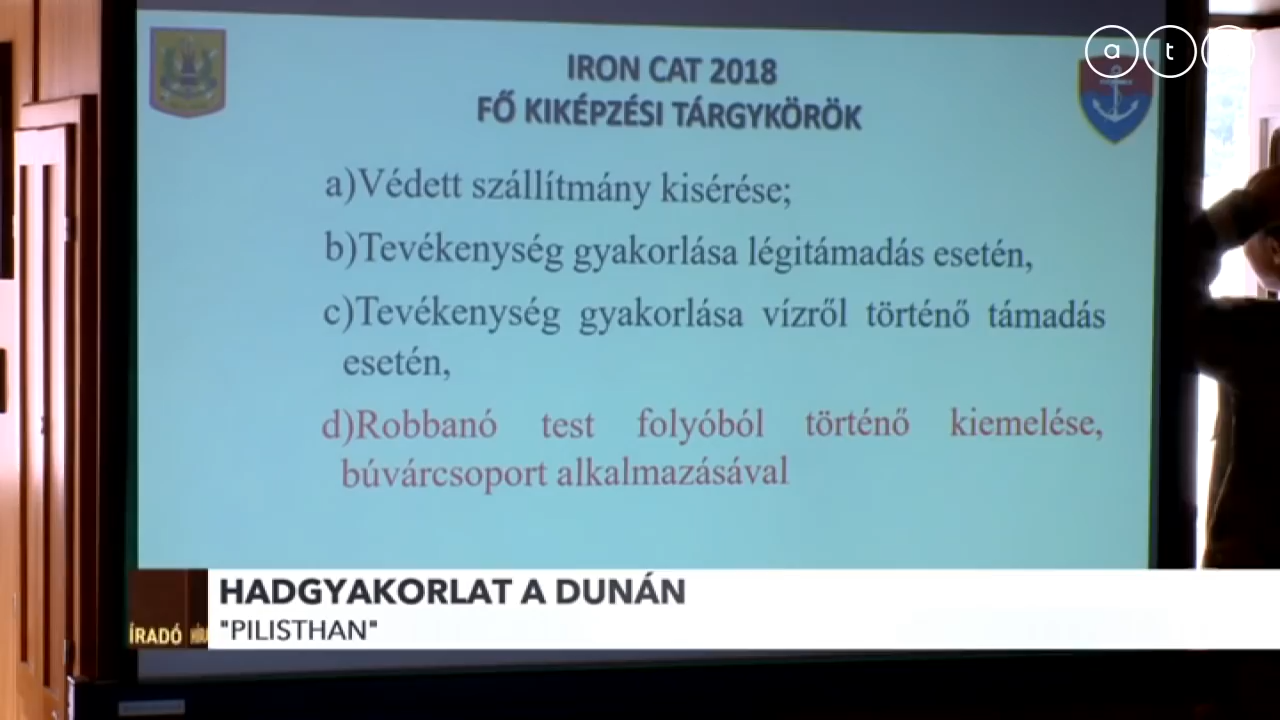 a t
IRON CAT 2018
FŐ KIKÉPZÉSI TÁRGYKÖRÖK
a)Védett szállítmány kisérése;
b)Tevékenység gyakorlása légitámadás esetén,
c)Tevékenység gyakorlása vízről történő támadás
esetén,
d)Robbanó test folyóból történő kiemelése,
búvárcsoport alkalmazásával
HADGYAKORLAT A DUNÁN
ÍRADÓ
"PILISTHAN"